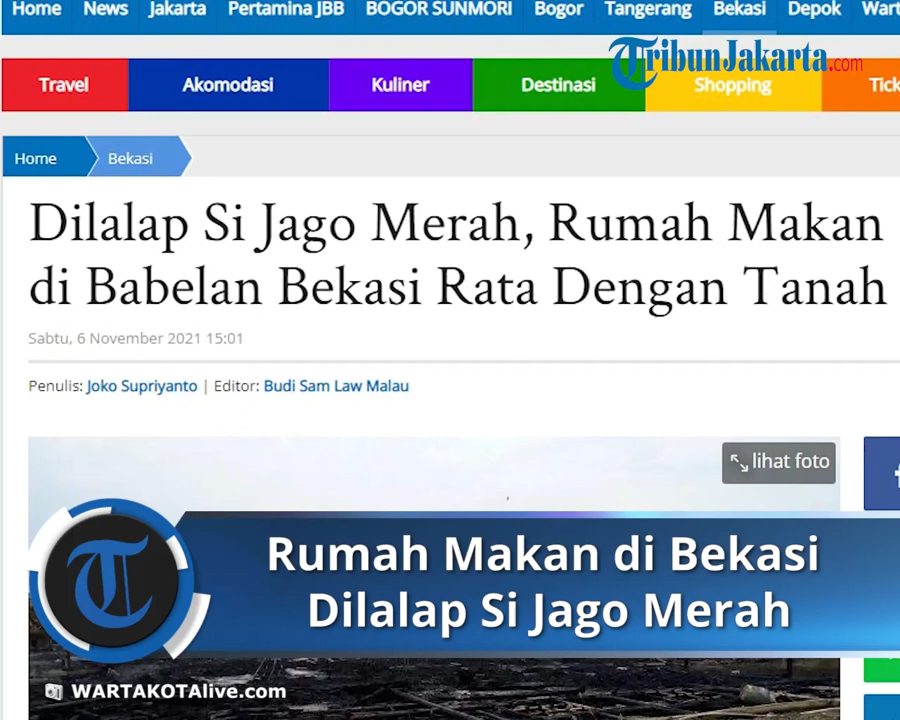 Home News Jakarta Pertamina JBB BOGOR SUNMORI Bogor Tangerang Bekasi Depok
TribunJakarta.com
Travel Akomodasi Kuliner Destinasi Shopping
Home Bekasi
Dilalap Si Jago Merah, Rumah Makan
di Babelan Bekasi Rata Dengan Tanah
Sabtu, 6 November 2021 15:01
Penulis: Joko Supriyanto | Editor: Budi Sam Law Malau
lihat foto
Rumah Makan di Bekasi
Dilalap Si Jago Merah
WARTAKOTAlive.com